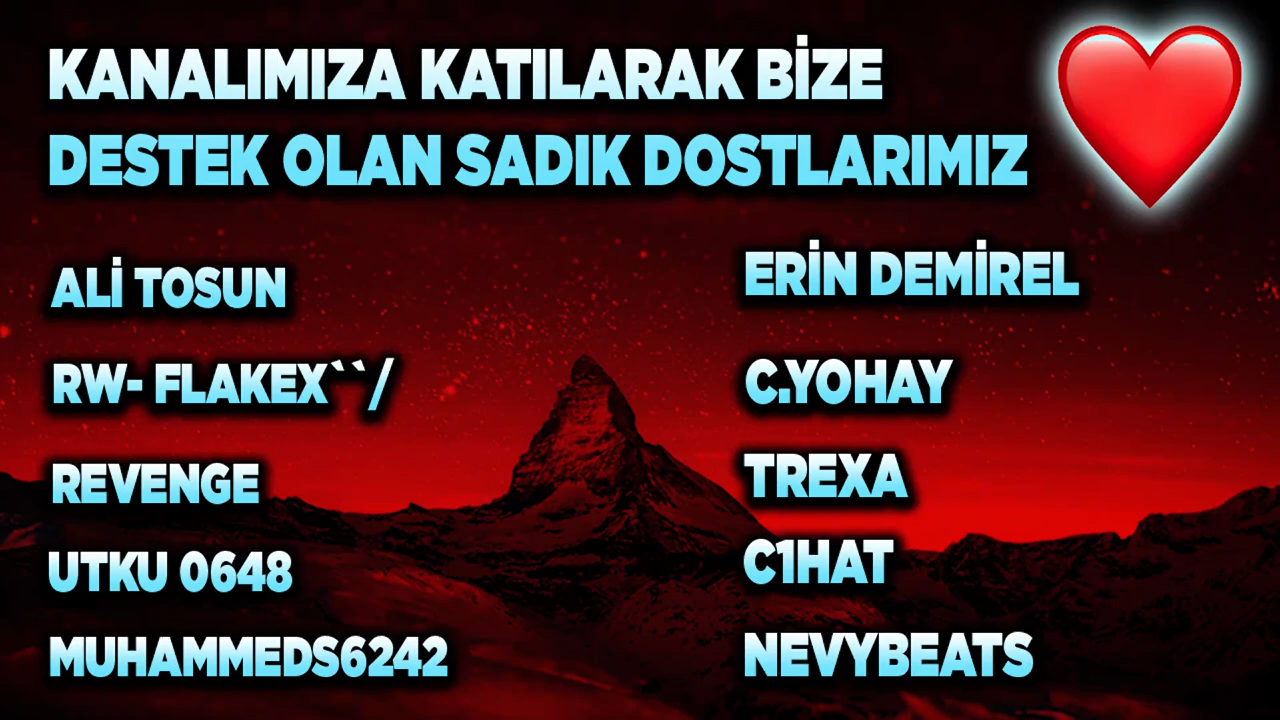 KANALIMIZA KATILARAK BİZE
DESTEK OLAN SADIK DOSTLARIMIZ
ALİ TOSUN
RW- FLAKEX``/
REVENGE
UTKU 0648
MUHAMMEDS6242
ERİN DEMİREL
C.YOHAY
TREXA
C1HAT
NEVYBEATS